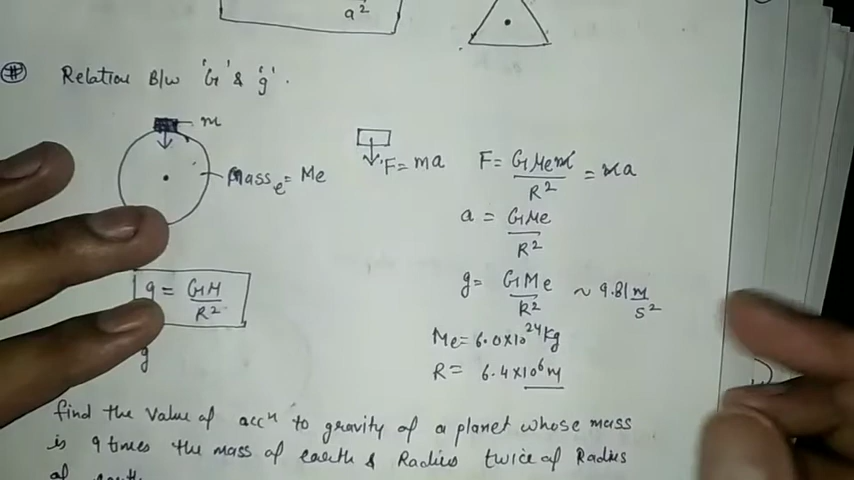 a²
# Relation B/w 'G' & 'g'.
m
Mass e = Me
F = ma
F = GMem/R² = ma
a = GMe/R²
g = GMe/R² ~ 9.81 m/s²
g = GM/R²
Me = 6.0×10²⁴ kg
R = 6.4×10⁶ m
g
find the value of accⁿ to gravity of a planet whose mass
is 9 times the mass of earth & Radius twice of Radius
of